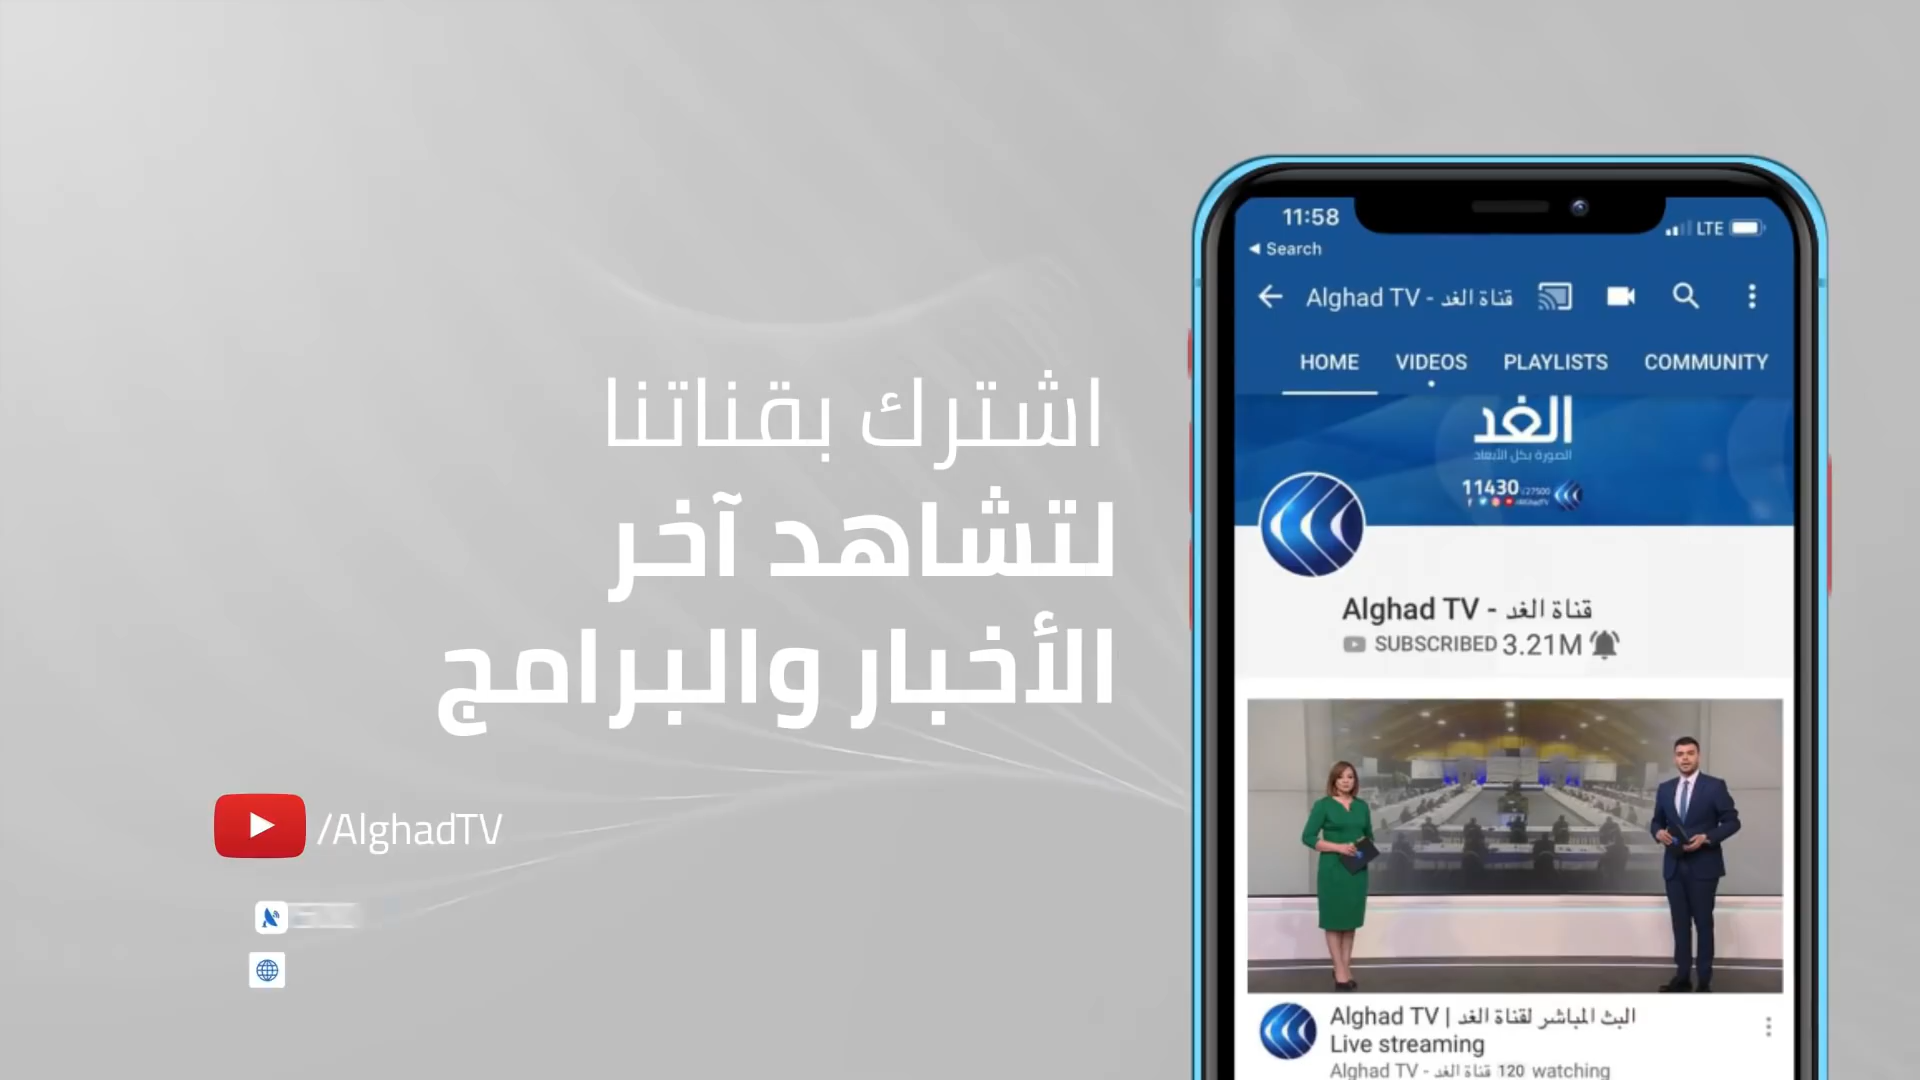 اشترك بقناتنا
لتشاهد آخر
الأخبار والبرامج
/AlghadTV
11:58
LTE
Search
Alghad TV - قناة الغد
HOME VIDEOS PLAYLISTS COMMUNITY
الغد
الصورة بكل الأبعاد
11430 27500
Alghad TV - قناة الغد
SUBSCRIBED 3.21M
Alghad TV | البث المباشر لقناة الغد
Live streaming
Alghad TV - قناة الغد 120 watching